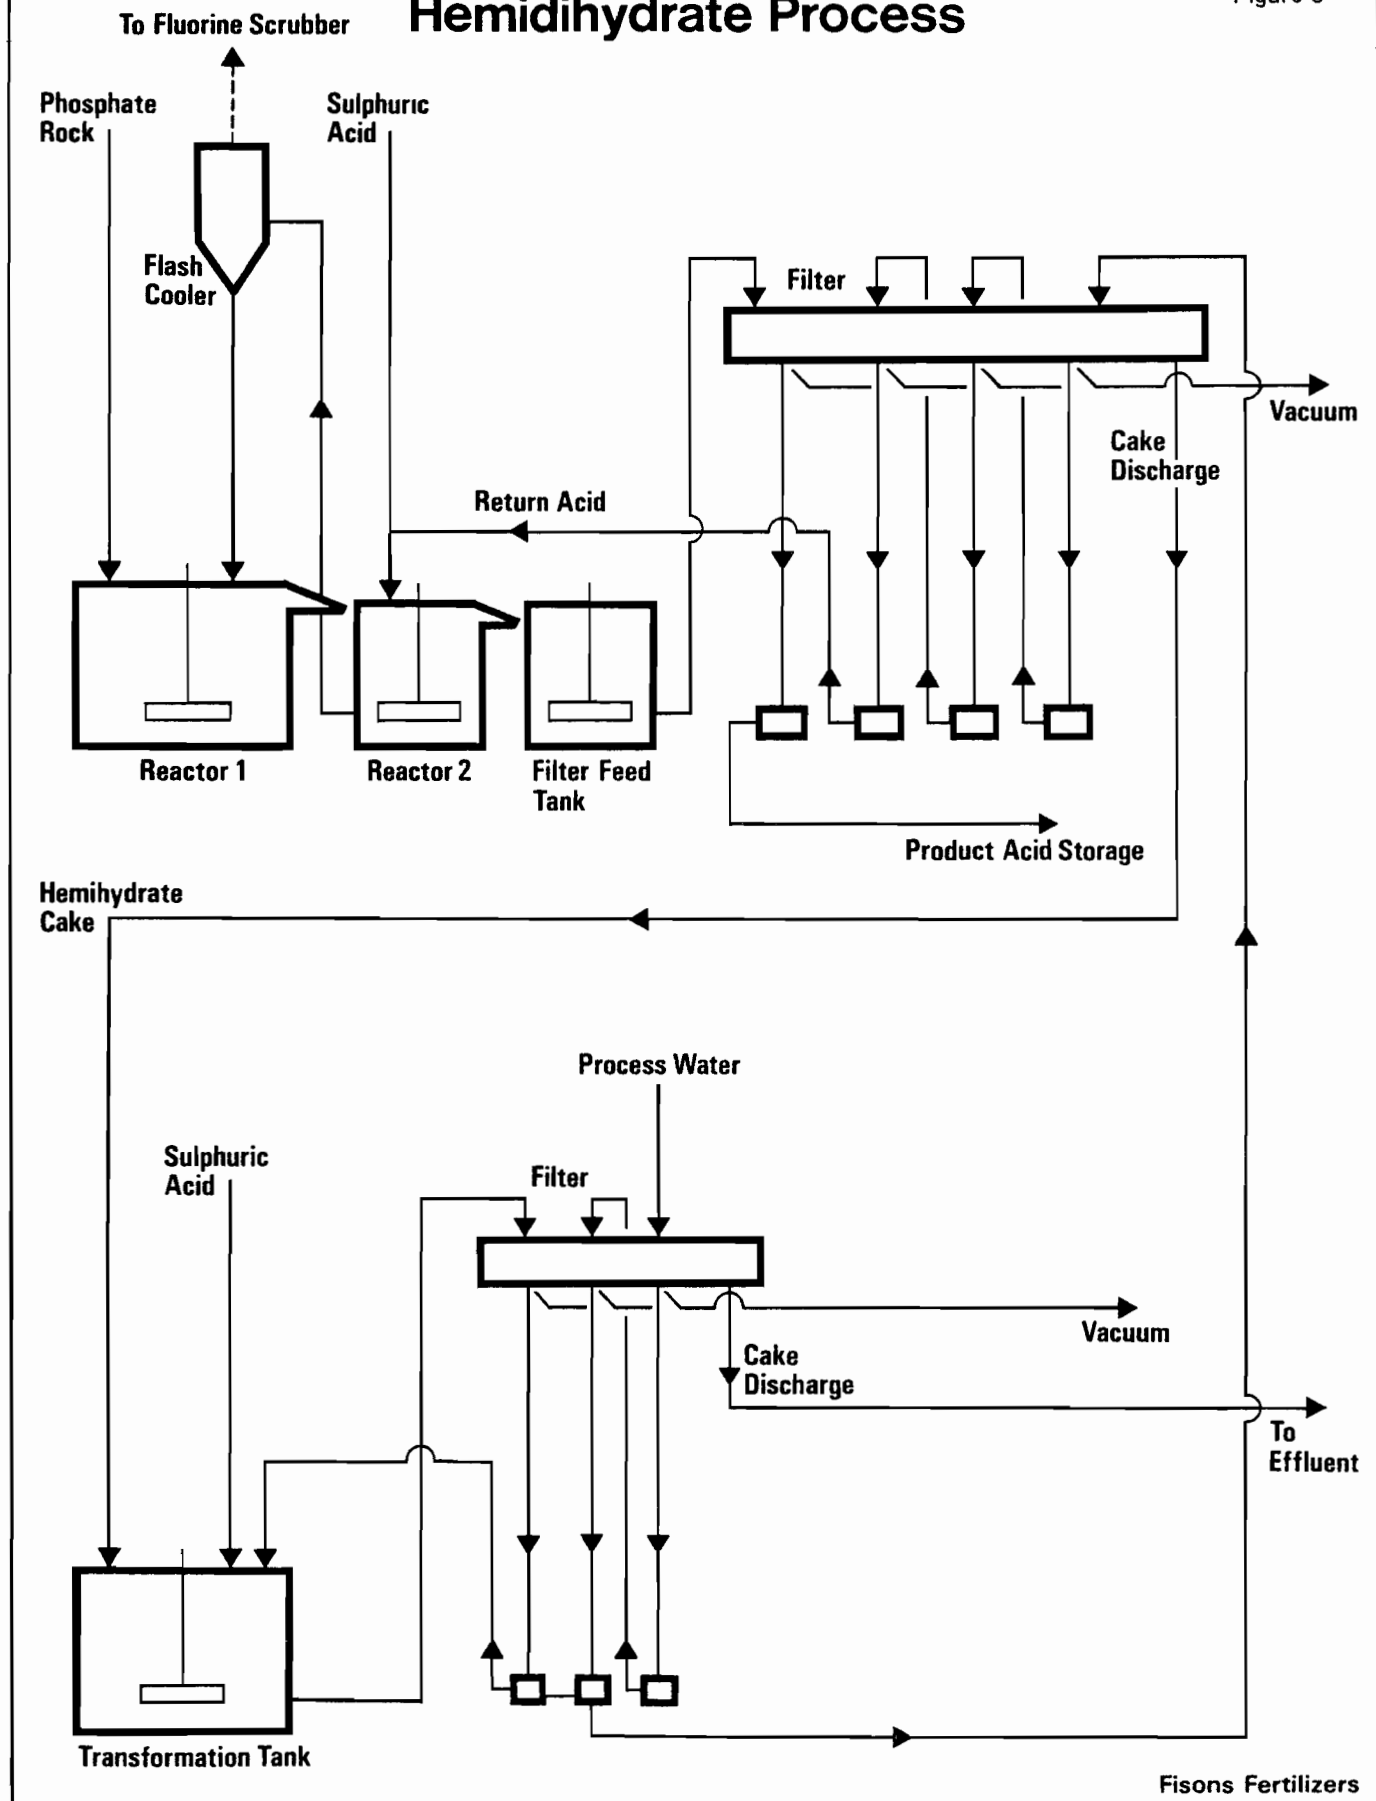 Hemidihydrate Process
To Fluorine Scrubber
Phosphate
Rock
Sulphuric
Acid
Flash
Cooler
Filter
Vacuum
Cake
Discharge
Return Acid
Reactor 1
Reactor 2
Filter Feed
Tank
Product Acid Storage
Hemihydrate
Cake
Process Water
Sulphuric
Acid
Filter
Vacuum
Cake
Discharge
To
Effluent
Transformation Tank
Fisons Fertilizers